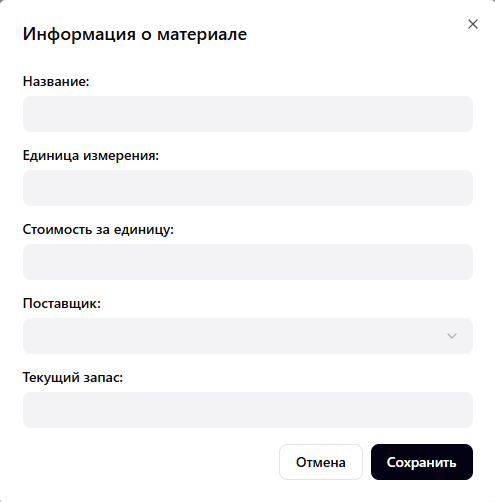 Информация о материале
Название:
Единица измерения:
Стоимость за единицу:
Поставщик:
Текущий запас:
Отмена
Сохранить